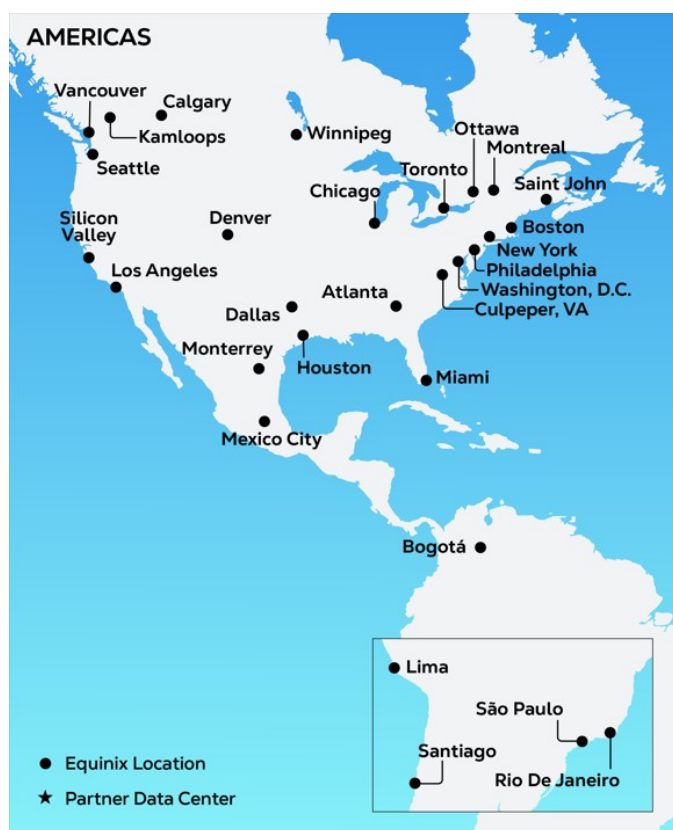 AMERICAS
Vancouver
Calgary
Kamloops
Seattle
Winnipeg
Ottawa
Montreal
Toronto
Saint John
Chicago
Silicon
Valley
Denver
Boston
New York
Los Angeles
Philadelphia
Washington, D.C.
Atlanta
Culpeper, VA
Dallas
Monterrey
Houston
Miami
Mexico City
Bogotá
Lima
São Paulo
Santiago
Rio De Janeiro
Equinix Location
Partner Data Center